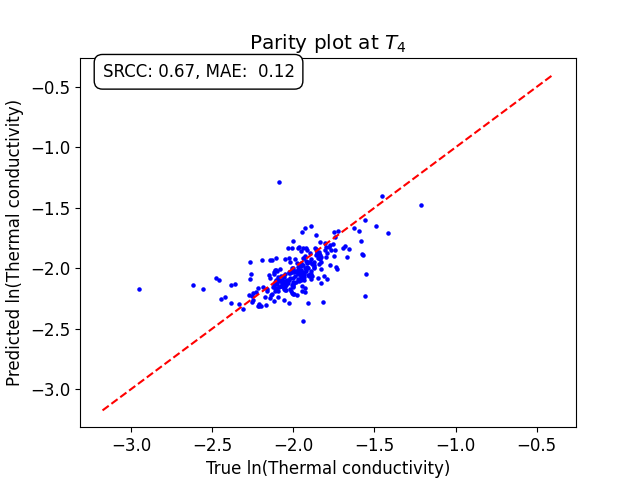 Parity plot at $T_4$
SRCC: 0.67, MAE:  0.12
Predicted ln(Thermal conductivity)
−0.5
−1.0
−1.5
−2.0
−2.5
−3.0
−3.0 −2.5 −2.0 −1.5 −1.0 −0.5
True ln(Thermal conductivity)